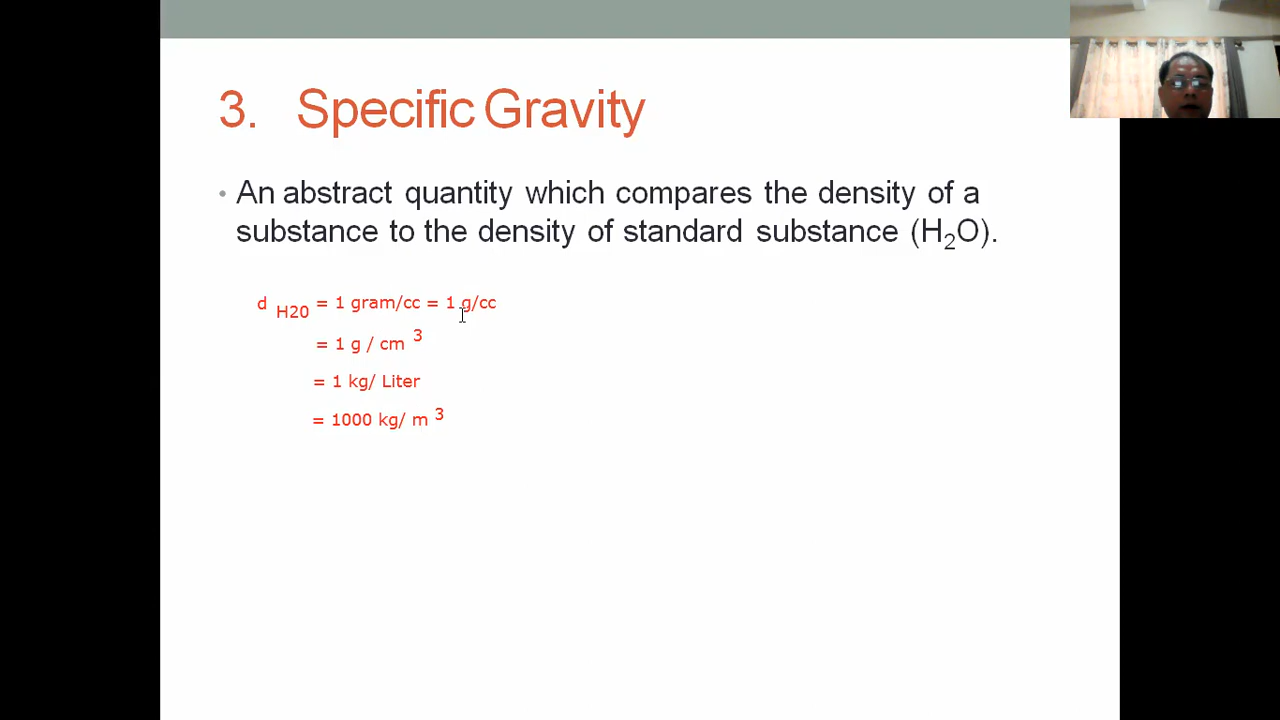 3. Specific Gravity
• An abstract quantity which compares the density of a
substance to the density of standard substance (H₂O).
d H20 = 1 gram/cc = 1 g/cc
= 1 g / cm 3
= 1 kg/ Liter
= 1000 kg/ m 3